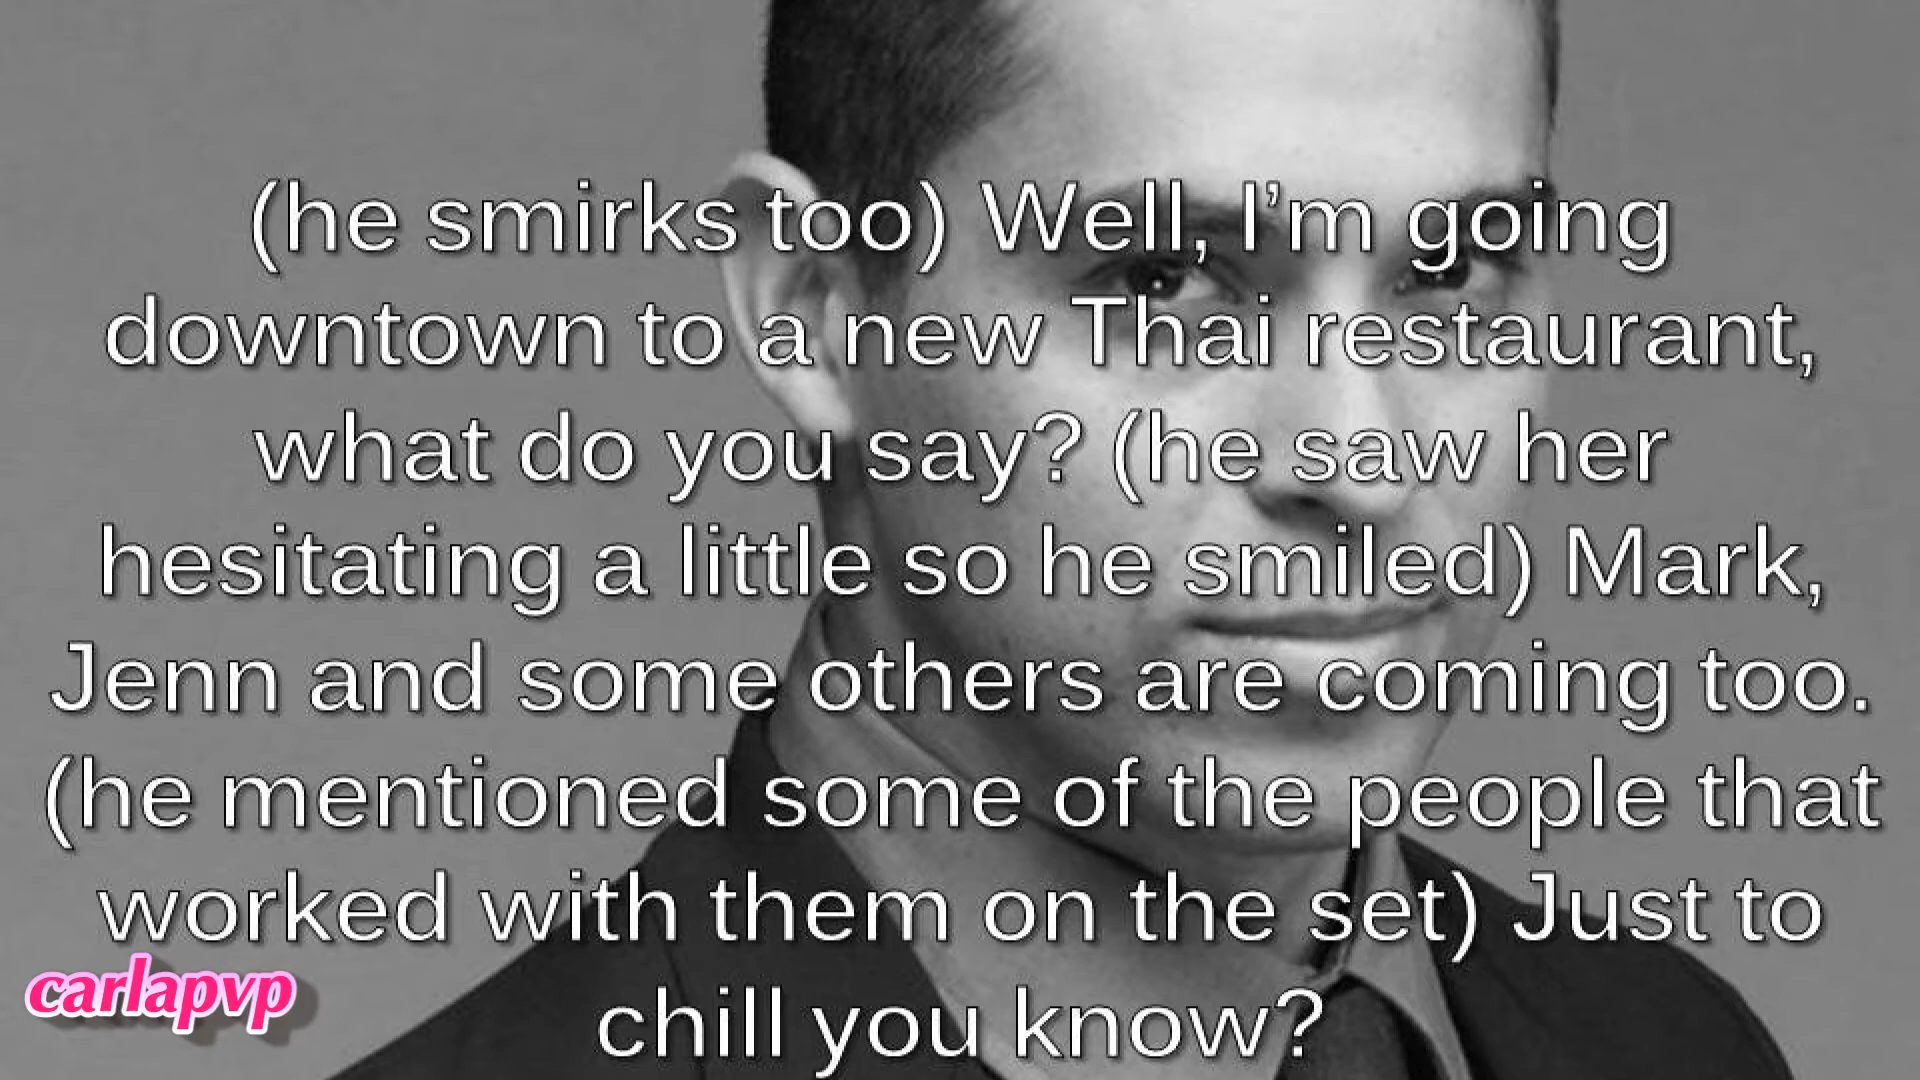 (he smirks too) Well, I’m going
downtown to a new Thai restaurant,
what do you say? (he saw her
hesitating a little so he smiled) Mark,
Jenn and some others are coming too.
(he mentioned some of the people that
worked with them on the set) Just to
chill you know?
carlapvp